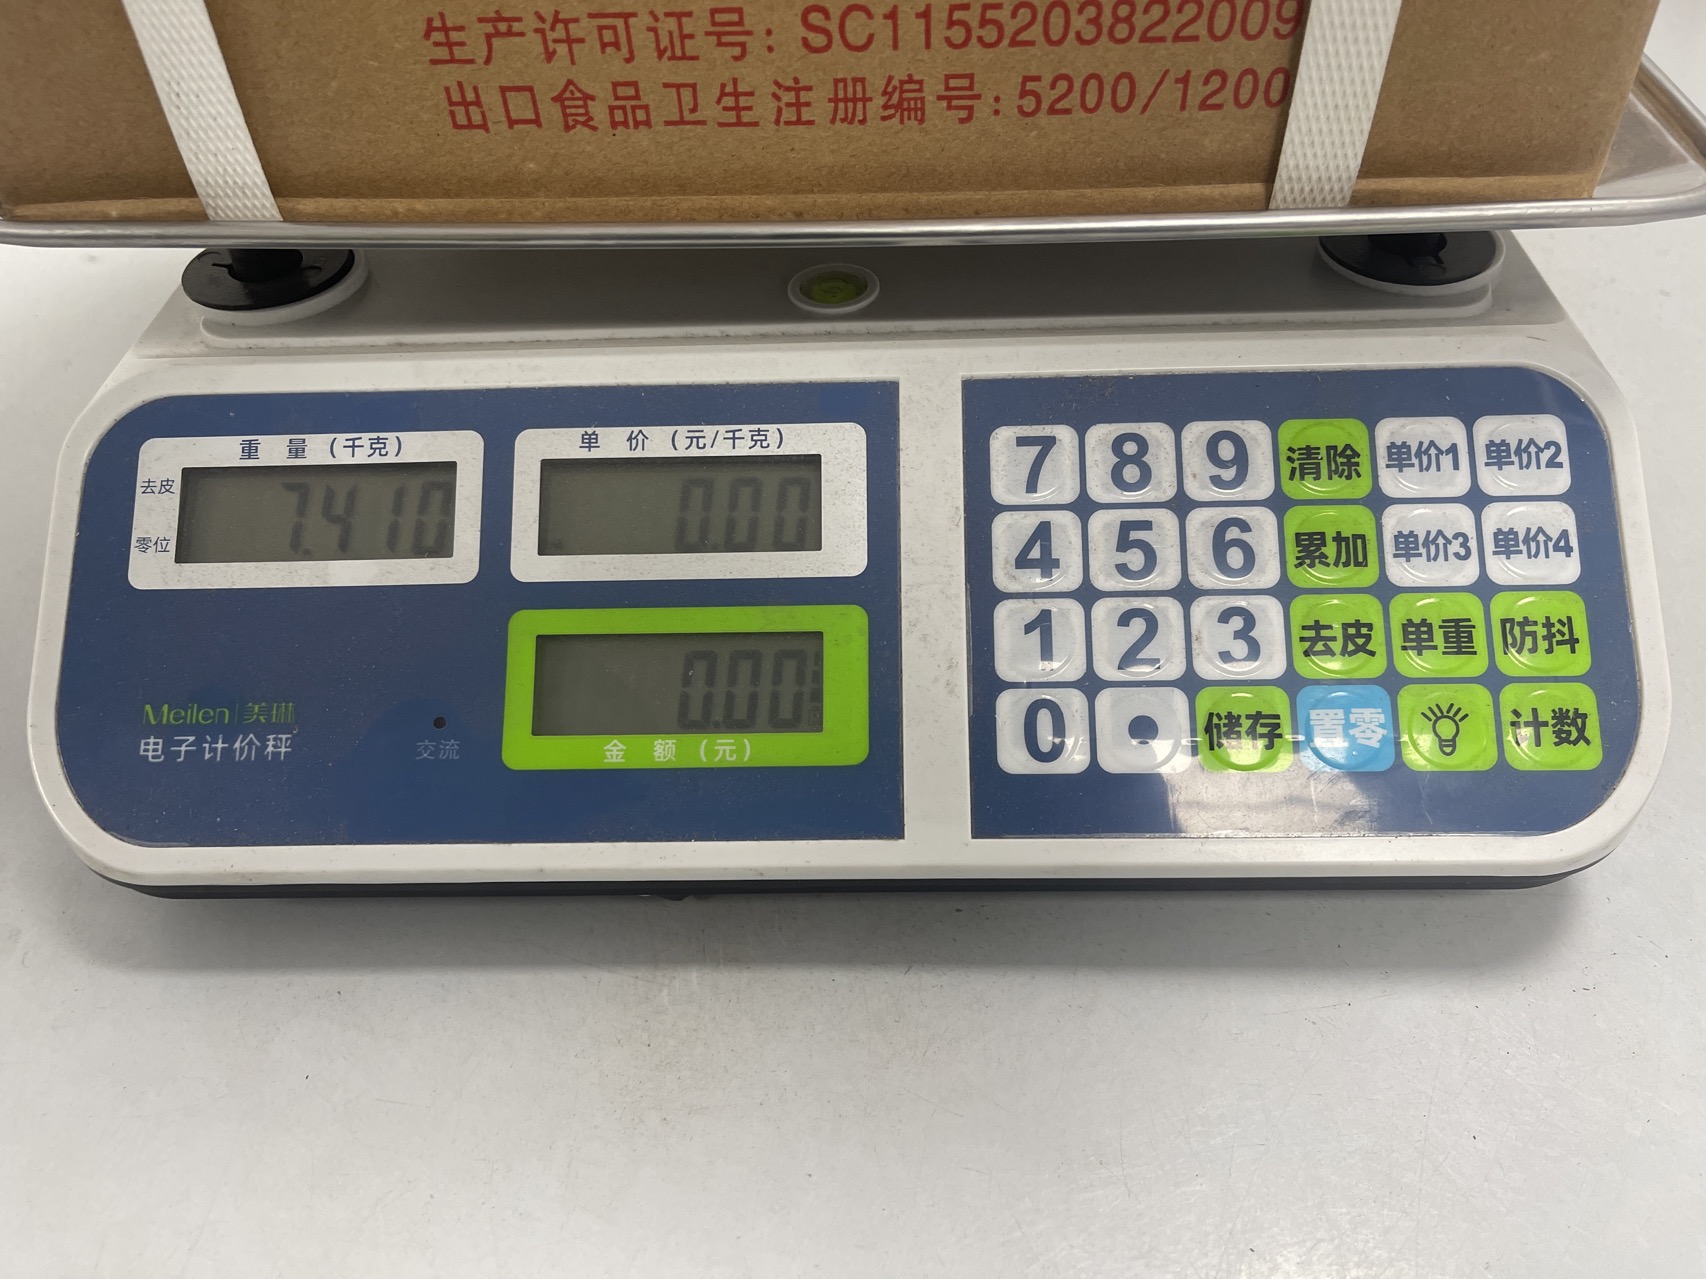 生产许可证号: SC1155203822009
出口食品卫生注册编号: 5200/1200
重 量 (千克)
去皮
零位
7.410
单 价 (元/千克)
0.00
0.00
金 额 (元)
Meilen|美琳
电子计价秤
交流
7 8 9 清除 单价1 单价2
4 5 6 累加 单价3 单价4
1 2 3 去皮 单重 防抖
0 . 储存 置零 计数